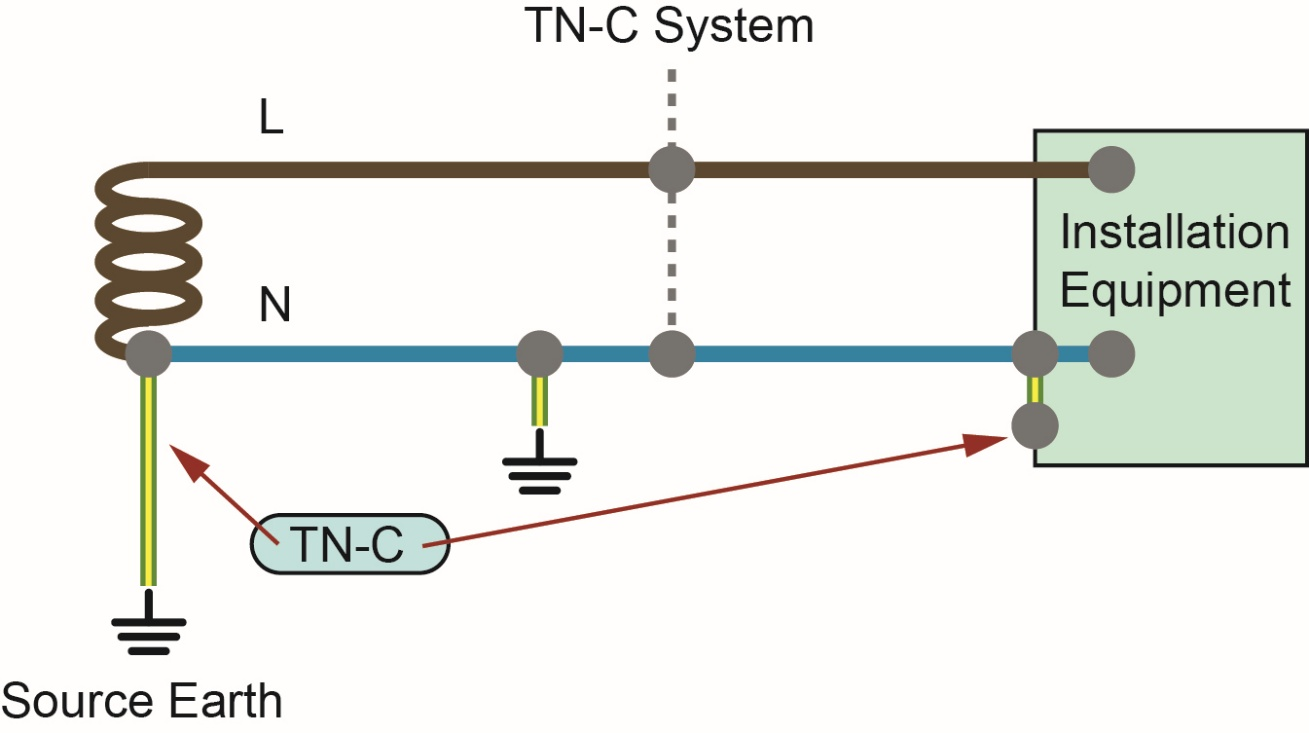 TN-C System
L
N
Installation
Equipment
TN-C
Source Earth